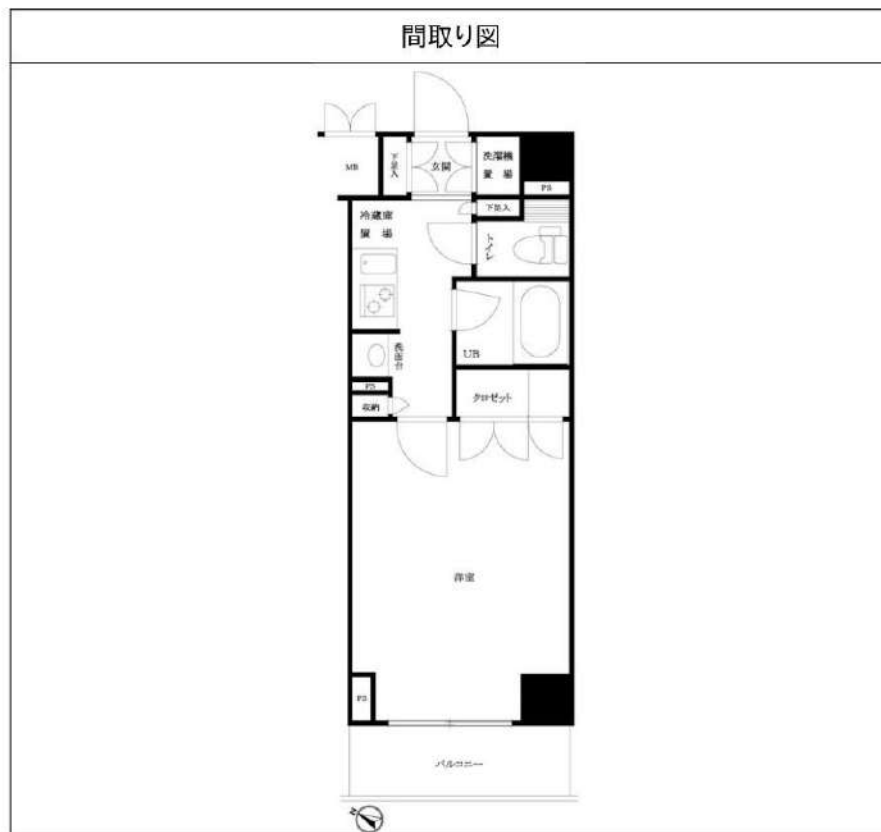 間取り図
MB
下足入
玄関
洗濯機
置場
PS
下足入
冷蔵庫
置場
トイレ
UB
洗面台
PS
収納
クロゼット
洋室
PS
バルコニー
N